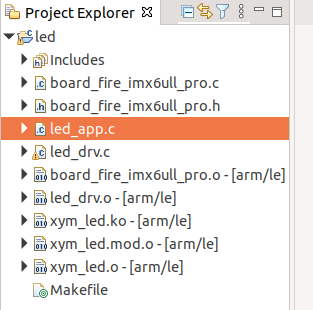 Project Explorer
led
Includes
board_fire_imx6ull_pro.c
board_fire_imx6ull_pro.h
led_app.c
led_drv.c
board_fire_imx6ull_pro.o - [arm/le]
led_drv.o - [arm/le]
xym_led.ko - [arm/le]
xym_led.mod.o - [arm/le]
xym_led.o - [arm/le]
Makefile